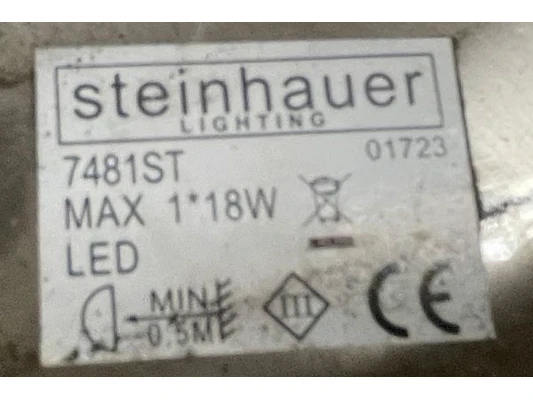 steinhauer
LIGHTING
7481ST 01723
MAX 1*18W
LED
MIN
0.5M
III
CE